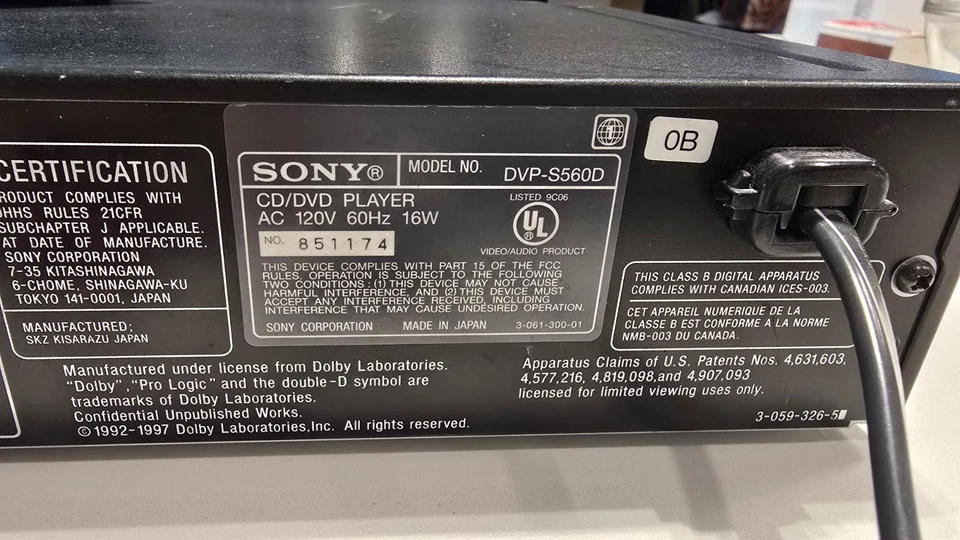 CERTIFICATION
RODUCT COMPLIES WITH
HHS RULES 21CFR
SUBCHAPTER J APPLICABLE.
AT DATE OF MANUFACTURE.
SONY CORPORATION
7-35 KITASHINAGAWA
6-CHOME, SHINAGAWA-KU
TOKYO 141-0001, JAPAN
MANUFACTURED;
SKZ KISARAZU JAPAN
1
SONY® MODEL NO. DVP-S560D
CD/DVD PLAYER
AC 120V 60Hz 16W
NO. 851174
LISTED 9C06
UL®
VIDEO/AUDIO PRODUCT
THIS DEVICE COMPLIES WITH PART 15 OF THE FCC
RULES. OPERATION IS SUBJECT TO THE FOLLOWING
TWO CONDITIONS : (1) THIS DEVICE MAY NOT CAUSE
HARMFUL INTERFERENCE, AND (2) THIS DEVICE MUST
ACCEPT ANY INTERFERENCE RECEIVED, INCLUDING
INTERFERENCE THAT MAY CAUSE UNDESIRED OPERATION.
SONY CORPORATION MADE IN JAPAN 3-061-300-01
0B
THIS CLASS B DIGITAL APPARATUS
COMPLIES WITH CANADIAN ICES-003.
CET APPAREIL NUMERIQUE DE LA
CLASSE B EST CONFORME A LA NORME
NMB-003 DU CANADA.
Manufactured under license from Dolby Laboratories.
"Dolby","Pro Logic" and the double-D symbol are
trademarks of Dolby Laboratories.
Confidential Unpublished Works.
©1992-1997 Dolby Laboratories,Inc. All rights reserved.
Apparatus Claims of U.S. Patents Nos. 4,631,603,
4,577,216, 4,819,098,and 4,907,093
licensed for limited viewing uses only.
3-059-326-5